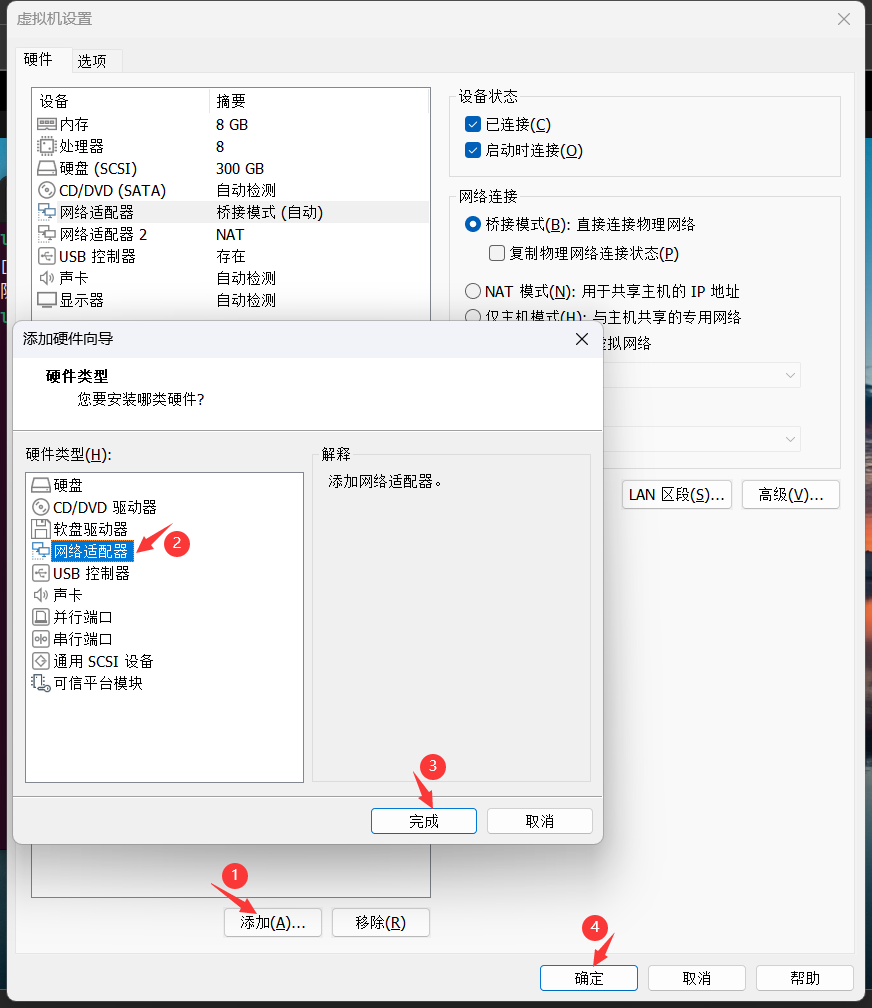 虚拟机设置
硬件 选项
设备 摘要
内存 8 GB
处理器 8
硬盘 (SCSI) 300 GB
CD/DVD (SATA) 自动检测
网络适配器 桥接模式 (自动)
网络适配器 2 NAT
USB 控制器 存在
声卡 自动检测
显示器 自动检测
设备状态
已连接(C)
启动时连接(O)
网络连接
桥接模式(B): 直接连接物理网络
复制物理网络连接状态(P)
NAT 模式(N): 用于共享主机的 IP 地址
仅主机模式(H): 与主机共享的专用网络
虚拟网络
LAN 区段(S)... 高级(V)...
添加硬件向导
硬件类型
您要安装哪类硬件?
硬件类型(H):
硬盘
CD/DVD 驱动器
软盘驱动器
网络适配器
2
USB 控制器
声卡
并行端口
串行端口
通用 SCSI 设备
可信平台模块
解释
添加网络适配器。
3
完成 取消
1
添加(A)... 移除(R)
4
确定 取消 帮助